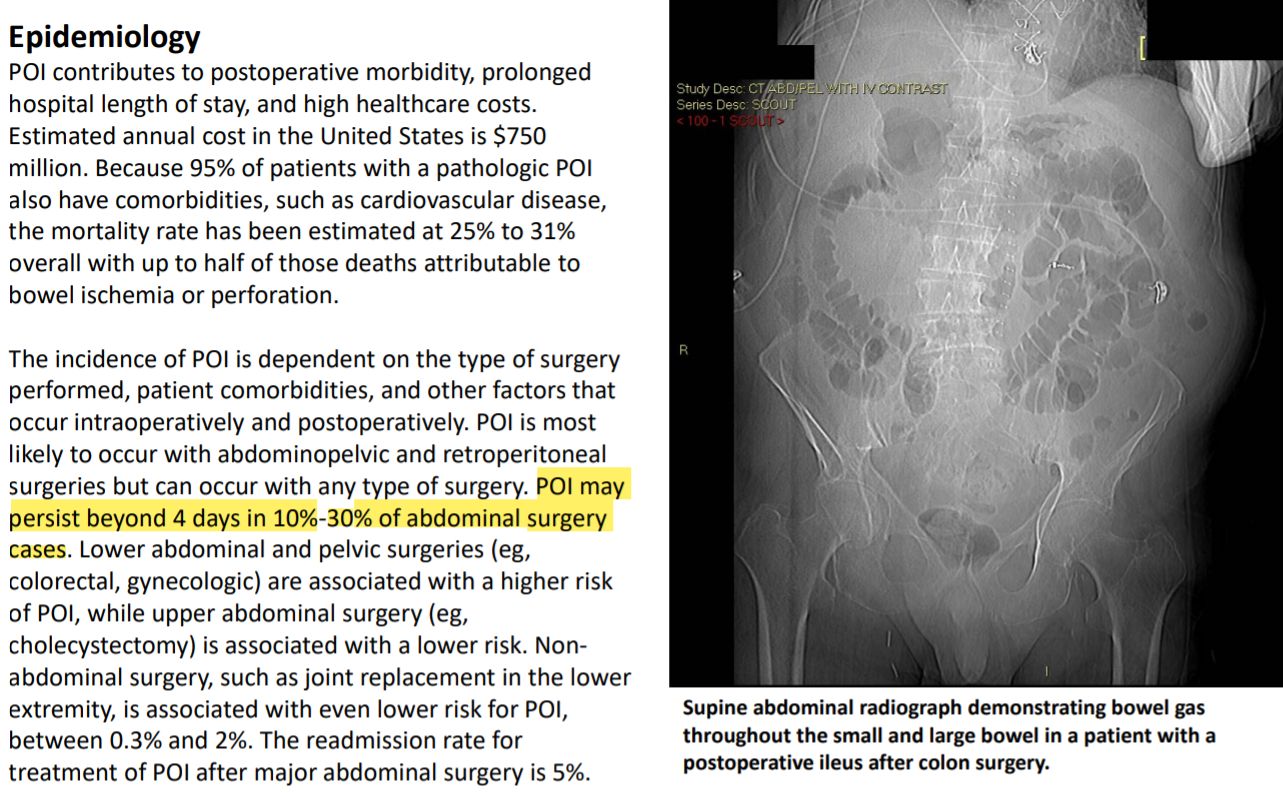 Epidemiology
POI contributes to postoperative morbidity, prolonged
hospital length of stay, and high healthcare costs.
Estimated annual cost in the United States is $750
million. Because 95% of patients with a pathologic POI
also have comorbidities, such as cardiovascular disease,
the mortality rate has been estimated at 25% to 31%
overall with up to half of those deaths attributable to
bowel ischemia or perforation.
The incidence of POI is dependent on the type of surgery
performed, patient comorbidities, and other factors that
occur intraoperatively and postoperatively. POI is most
likely to occur with abdominopelvic and retroperitoneal
surgeries but can occur with any type of surgery. POI may
persist beyond 4 days in 10%-30% of abdominal surgery
cases. Lower abdominal and pelvic surgeries (eg,
colorectal, gynecologic) are associated with a higher risk
of POI, while upper abdominal surgery (eg,
cholecystectomy) is associated with a lower risk. Non-
abdominal surgery, such as joint replacement in the lower
extremity, is associated with even lower risk for POI,
between 0.3% and 2%. The readmission rate for
treatment of POI after major abdominal surgery is 5%.
Study Desc: CT ABD/PEL WITH IV CONTRAST
Series Desc: SCOUT
< 100 - 1 SCOUT >
R
Supine abdominal radiograph demonstrating bowel gas
throughout the small and large bowel in a patient with a
postoperative ileus after colon surgery.